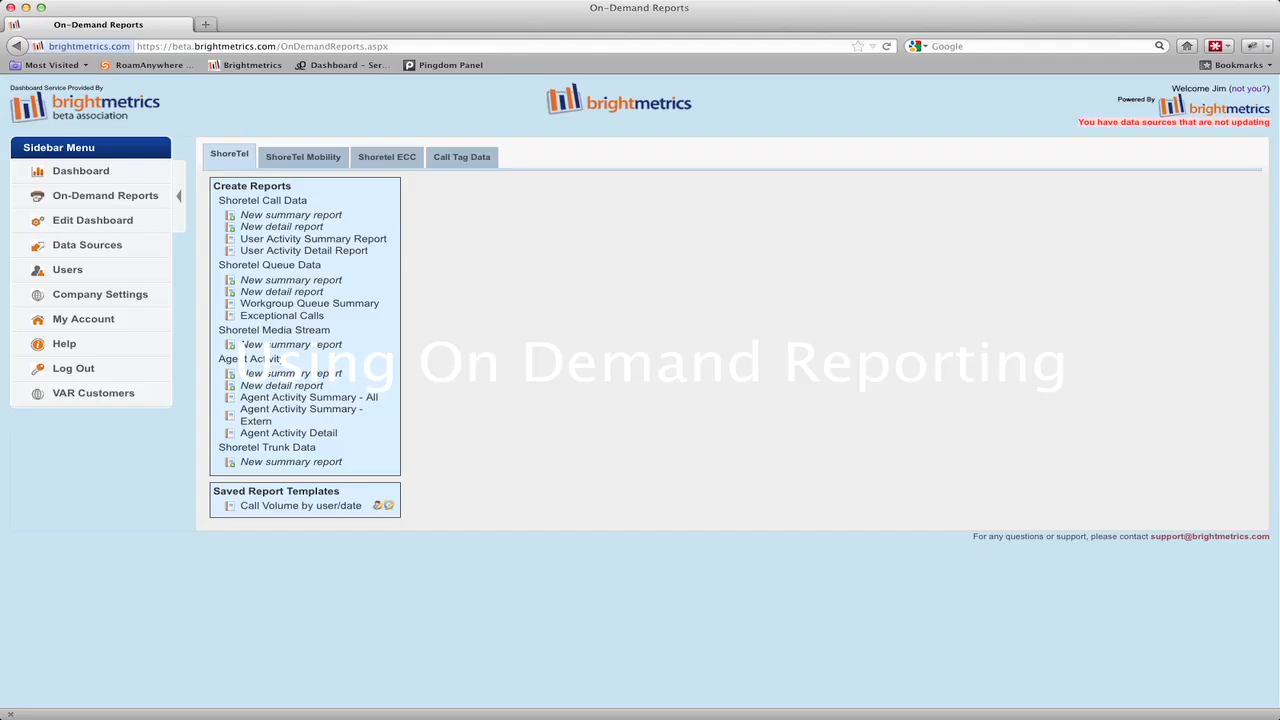 On-Demand Reports
On-Demand Reports
brightmetrics.com https://beta.brightmetrics.com/OnDemandReports.aspx
Google
Most Visited
RoamAnywhere ...
Brightmetrics
Dashboard – Ser...
Pingdom Panel
Bookmarks
Dashboard Service Provided By
brightmetrics
beta association
brightmetrics
Welcome Jim (not you?)
Powered By
brightmetrics
You have data sources that are not updating
Sidebar Menu
Dashboard
On-Demand Reports
Edit Dashboard
Data Sources
Users
Company Settings
My Account
Help
Log Out
VAR Customers
ShoreTel
ShoreTel Mobility
Shoretel ECC
Call Tag Data
Create Reports
Shoretel Call Data
New summary report
New detail report
User Activity Summary Report
User Activity Detail Report
Shoretel Queue Data
New summary report
New detail report
Workgroup Queue Summary
Exceptional Calls
Shoretel Media Stream
New summary report
Agent Activity
New summary report
New detail report
Agent Activity Summary - All
Agent Activity Summary -
Extern
Agent Activity Detail
Shoretel Trunk Data
New summary report
Using On Demand Reporting
Saved Report Templates
Call Volume by user/date
For any questions or support, please contact support@brightmetrics.com